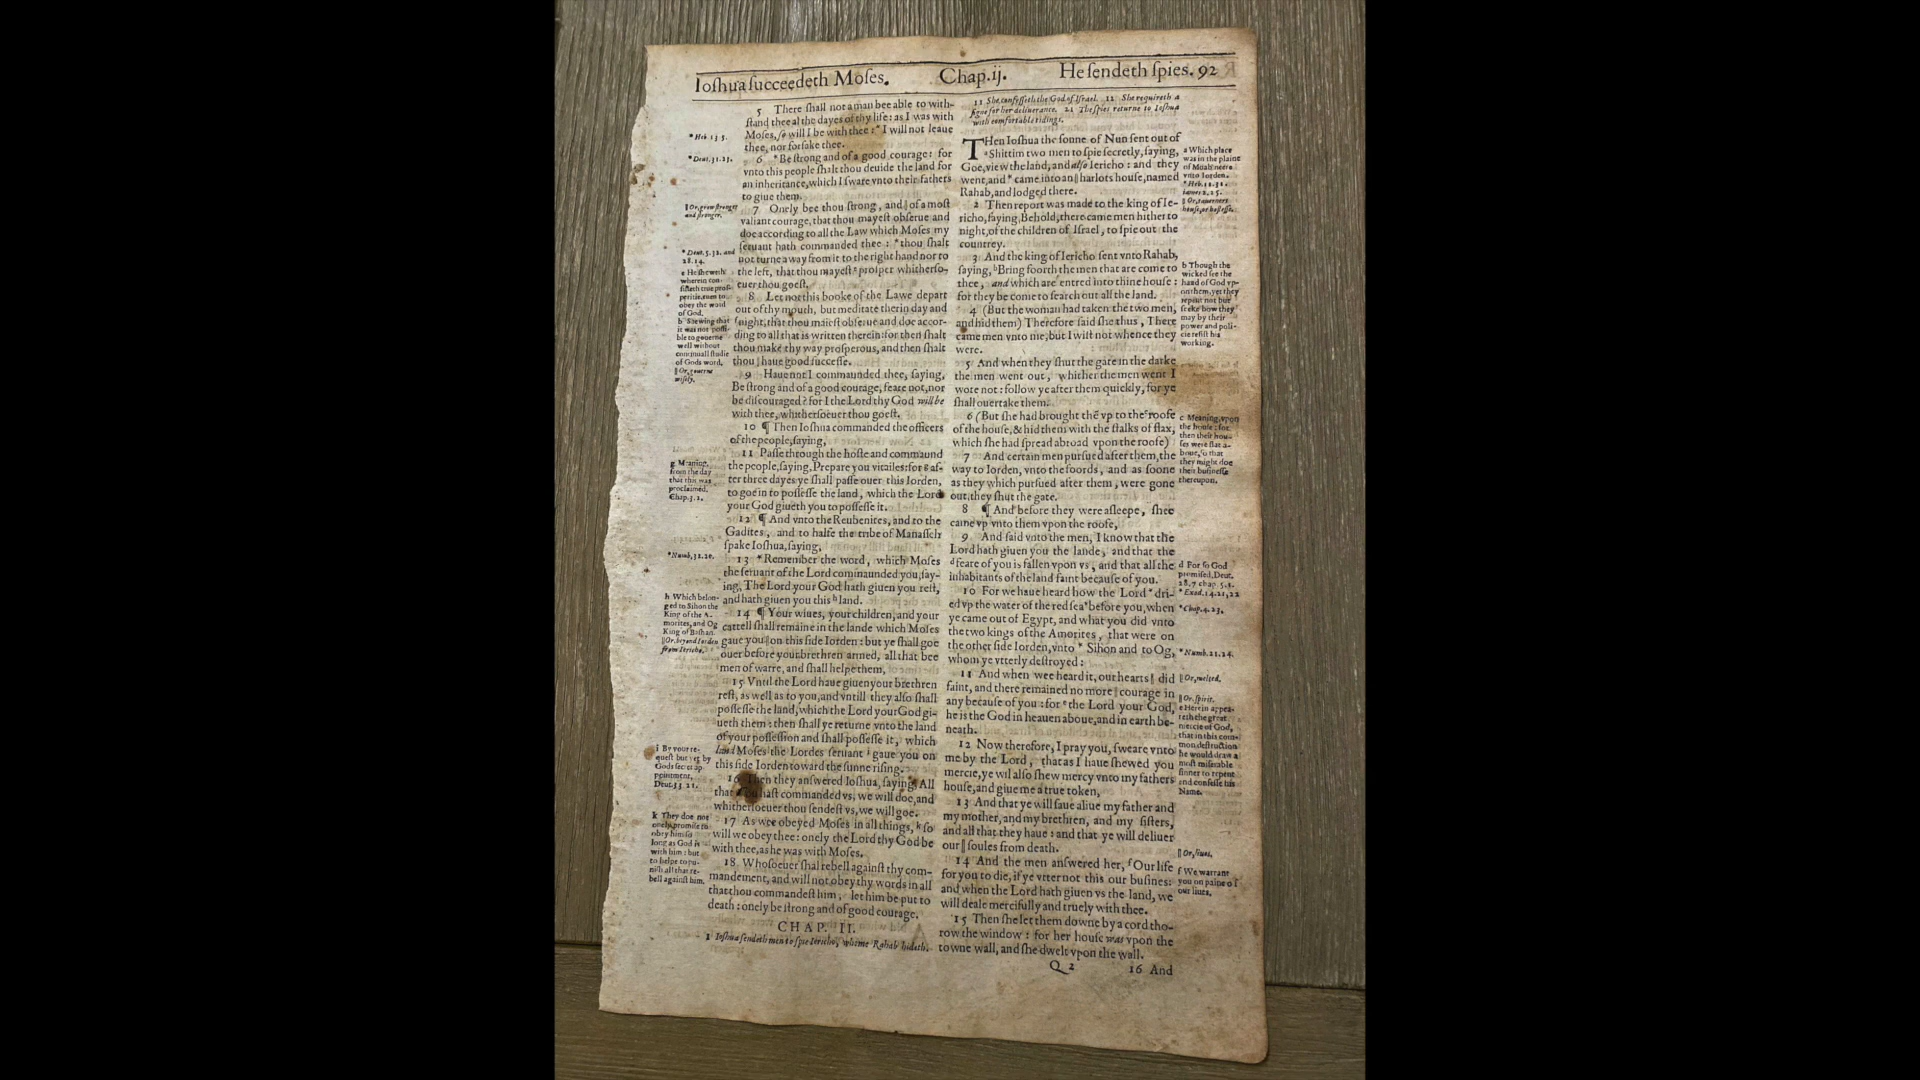 Ioſhua ſucceedeth Moſes. Chap.ij. He ſendeth ſpies. 92
5 There ſhall not a man bee able to with-
ſtand thee al the dayes of thy life: as I was with
Moſes, ſo will I be with thee: * I will not leaue
thee, nor forſake thee.
6 * Be ſtrong and of a good courage: for
vnto this people ſhalt thou deuide the land for
an inheritance, which I ſware vnto their fathers
to giue them.
7 Onely bee thou ſtrong, and || of a moſt
valiant courage, that thou mayeſt obſerue and
doe according to all the Law which Moſes my
ſeruant hath commanded thee: * thou ſhalt
not turne away from it to the right hand nor to
the left, that thou mayeſt e proſper whitherſo-
euer thou goeſt.
8 Let not this booke of the Lawe depart
out of thy mouth, but meditate therin day and
night, that thou maieſt obſerue and doe accor-
ding to all that is written therein: for then ſhalt
thou make thy way proſperous, and then ſhalt
thou || haue good ſucceſſe.
9 Haue not I commaunded thee, ſaying,
Be ſtrong and of a good courage, feare not, nor
be diſcouraged? for I the Lord thy God will be
with thee, whitherſoeuer thou goeſt.
10 ¶ Then Ioſhua commanded the officers
of the people, ſaying,
11 Paſſe through the hoſte and commaund
the people, ſaying, Prepare you vitailes: for g af-
ter three dayes ye ſhall paſſe ouer this Iorden,
to goe in to poſſeſſe the land, which the Lord
your God giueth you to poſſeſſe it.
12 ¶ And vnto the Reubenites, and to the
Gadites, and to halfe the tribe of Manaſſeh
ſpake Ioſhua, ſaying,
13 * Remember the word, which Moſes
the ſeruant of the Lord commaunded you, ſay-
ing, The Lord your God hath giuen you reſt,
and hath giuen you this h land.
14 ¶ Your wiues, your children, and your
cattell ſhall remaine in the lande which Moſes
gaue you || on this ſide Iorden: but ye ſhall goe
ouer before your brethren armed, all that bee
men of warre, and ſhall helpe them,
15 Vntil the Lord haue giuen your brethren
reſt, as well as to you, and vntill they alſo ſhall
poſſeſſe the land, which the Lord your God gi-
ueth them: then ſhall ye returne vnto the land
of your poſſeſſion and ſhall poſſeſſe it, which
land Moſes the Lordes ſeruant i gaue you on
this ſide Iorden toward the ſunne riſing.
16 Then they anſwered Ioſhua, ſaying, All
that thou haſt commanded vs, we will doe, and
whitherſoeuer thou ſendeſt vs, we will goe.
17 As wee obeyed Moſes in all things, k ſo
will we obey thee: onely the Lord thy God be
with thee, as he was with Moſes.
18 Whoſoeuer ſhal rebell againſt thy com-
mandement, and will not obey thy words in all
that thou commandeſt him, let him be put to
death: onely be ſtrong and of good courage.
CHAP. II.
1 Ioſhua ſendeth men to ſpie Iericho, whome Rahab hideth.
* Heb. 13 5.
* Deut. 31.23.
|| Or, grow ſtronger
and ſtronger.
* Deut. 5.32. and
28.14.
e He ſheweth
wherein con-
ſiſteth true proſ-
peritie, euen to
obey the word
of God.
Shewing that
it was not poſſi-
ble to gouerne
well without
continuall ſtudie
of Gods word.
|| Or, gouerne
wiſely.
g Meaning,
from the day
that this was
proclaimed.
Chap. 3.2.
* Numb. 32.20.
h Which belon-
ged to Sihon the
King of the A-
morites, and Og
King of Baſhan.
|| Or, beyond Iorden
from Iericho.
i By your re-
queſt but yet by
Gods ſecret ap-
pointment,
Deut. 33.21.
k They doe not
onely promiſe to
obey him ſo
long as God is
with him: but
to helpe to pu-
niſh all that re-
bell againſt him.
11 She confeſſeth the God of Iſrael. 12 She requireth a
ſigne for her deliuerance. 21 The ſpies returne to Ioſhua
with comfortable tidings.
THen Ioſhua the ſonne of Nun ſent out of
a Shittim two men to ſpie ſecretly, ſaying,
Goe, view the land, and alſo Iericho: and they
went, and * came into an || harlots houſe, named
Rahab, and lodged there.
2 Then report was made to the king of Ie-
richo, ſaying, Behold, there came men hither to
night, of the children of Iſrael, to ſpie out the
countrey.
3 And the king of Iericho ſent vnto Rahab,
ſaying, b Bring foorth the men that are come to
thee, and which are entred into thine houſe:
for they be come to ſearch out all the land.
4 (But the woman had taken the two men,
and hid them) Therefore ſaid ſhe thus, There
came men vnto me, but I wiſt not whence they
were.
5 And when they ſhut the gate in the darke
the men went out, whither the men went I
wote not: follow ye after them quickly, for ye
ſhall ouertake them.
6 (But ſhe had brought thē vp to the c roofe
of the houſe, & hid them with the ſtalks of flax,
which ſhe had ſpread abroad vpon the roofe)
7 And certain men purſued after them, the
way to Iorden, vnto the foords, and as ſoone
as they which purſued after them, were gone
out, they ſhut the gate.
8 ¶ And before they were aſleepe, ſhee
came vp vnto them vpon the roofe,
9 And ſaid vnto the men, I know that the
Lord hath giuen you the lande, and that the
d feare of you is fallen vpon vs, and that all the
inhabitants of the land faint becauſe of you.
10 For we haue heard how the Lord * dri-
ed vp the water of the red ſea * before you, when
ye came out of Egypt, and what you did vnto
the two kings of the Amorites, that were on
the other ſide Iorden, vnto * Sihon and to Og,
whom ye vtterly deſtroyed:
11 And when wee heard it, our hearts || did
faint, and there remained no more || courage in
any becauſe of you: for e the Lord your God,
he is the God in heauen aboue, and in earth be-
neath.
12 Now therefore, I pray you, ſweare vnto
me by the Lord, that as I haue ſhewed you
mercie, ye wil alſo ſhew mercy vnto my fathers
houſe, and giue me a true token,
13 And that ye will ſaue aliue my father and
my mother, and my brethren, and my ſiſters,
and all that they haue: and that ye will deliuer
our || ſoules from death.
14 And the men anſwered her, f Our life
for you to die, if ye vtter not this our buſines:
and when the Lord hath giuen vs the land, we
will deale mercifully and truely with thee.
15 Then ſhe let them downe by a cord tho-
row the window: for her houſe was vpon the
towne wall, and ſhe dwelt vpon the wall.
Q 2 16 And
a Which place
was in the plaine
of Moab neere
vnto Iorden.
* Heb. 11.31.
iames 2.25.
|| Or, tauerners
houſe, or hoſteſſe.
b Though the
wicked ſee the
hand of God vp-
on them, yet they
repent not but
ſeeke how they
may by their
power and poli-
cie reſiſt his
working.
c Meaning, vpon
the houſe: for
then their hou-
ſes were flat a-
boue, ſo that
they might doe
their buſineſſe
thereupon.
d For ſo God
promiſed, Deut.
28.7 chap. 5.1.
* Exod. 14.21,22
* Chap. 4.23.
* Numb. 21.24.
|| Or, melted.
|| Or, ſpirit.
e Herein appea-
reth the great
mercie of God,
that in this com-
mon deſtruction
he would draw a
moſt miſerable
ſinner to repent
and confeſſe his
Name.
|| Or, liues.
f We warrant
you on paine of
our liues.